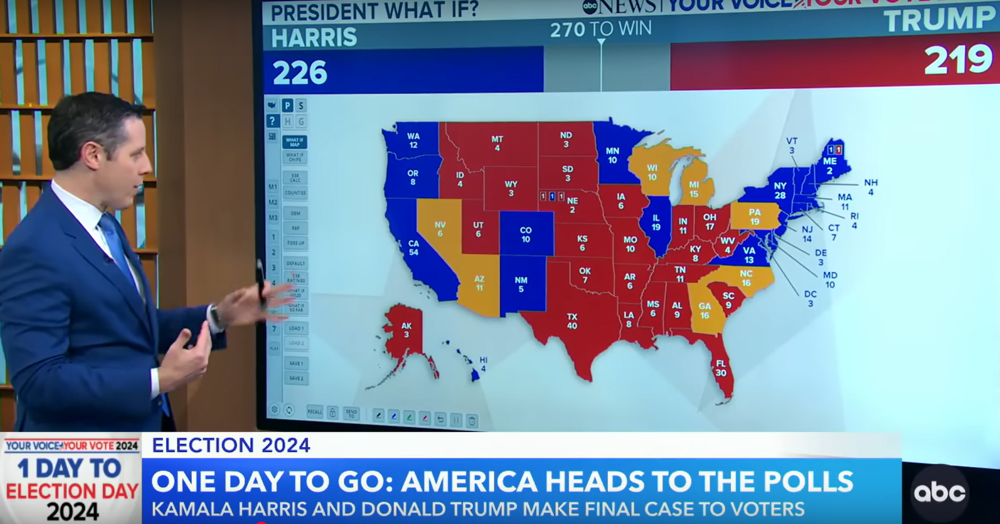 PRESIDENT WHAT IF?
abc NEWS | YOUR VOICE YOUR VOTE
HARRIS
270 TO WIN
TRUMP
226
219
P S
? H G
538
WHAT IF MAP
WHAT IF CHIPS
538 CALC
M1
COUNTIES
M2
DEM
M3
REP
1
TOSS UP
2
DEFAULT
3
538 RATINGS
4
WHAT IF 2020
WHAT IF SO FAR
7
LOAD 1
LOAD 2
PLAY
SAVE 1
SAVE 2
RECALL
SEND TO
WA
12
OR
8
CA
54
NV
6
ID
4
MT
4
WY
3
UT
6
AZ
11
CO
10
NM
5
ND
3
SD
3
1 1 1
NE
2
KS
6
OK
7
TX
40
MN
10
IA
6
MO
10
AR
6
LA
8
WI
10
IL
19
MI
15
IN
11
OH
17
KY
8
TN
11
MS
6
AL
9
GA
16
FL
30
SC
9
NC
16
VA
13
WV
4
PA
19
NY
28
VT
3
1 1
ME
2
NH
4
MA
11
RI
4
CT
7
NJ
14
DE
3
MD
10
DC
3
AK
3
HI
4
YOUR VOICE YOUR VOTE 2024
1 DAY TO
ELECTION DAY
2024
ELECTION 2024
ONE DAY TO GO: AMERICA HEADS TO THE POLLS
KAMALA HARRIS AND DONALD TRUMP MAKE FINAL CASE TO VOTERS
abc